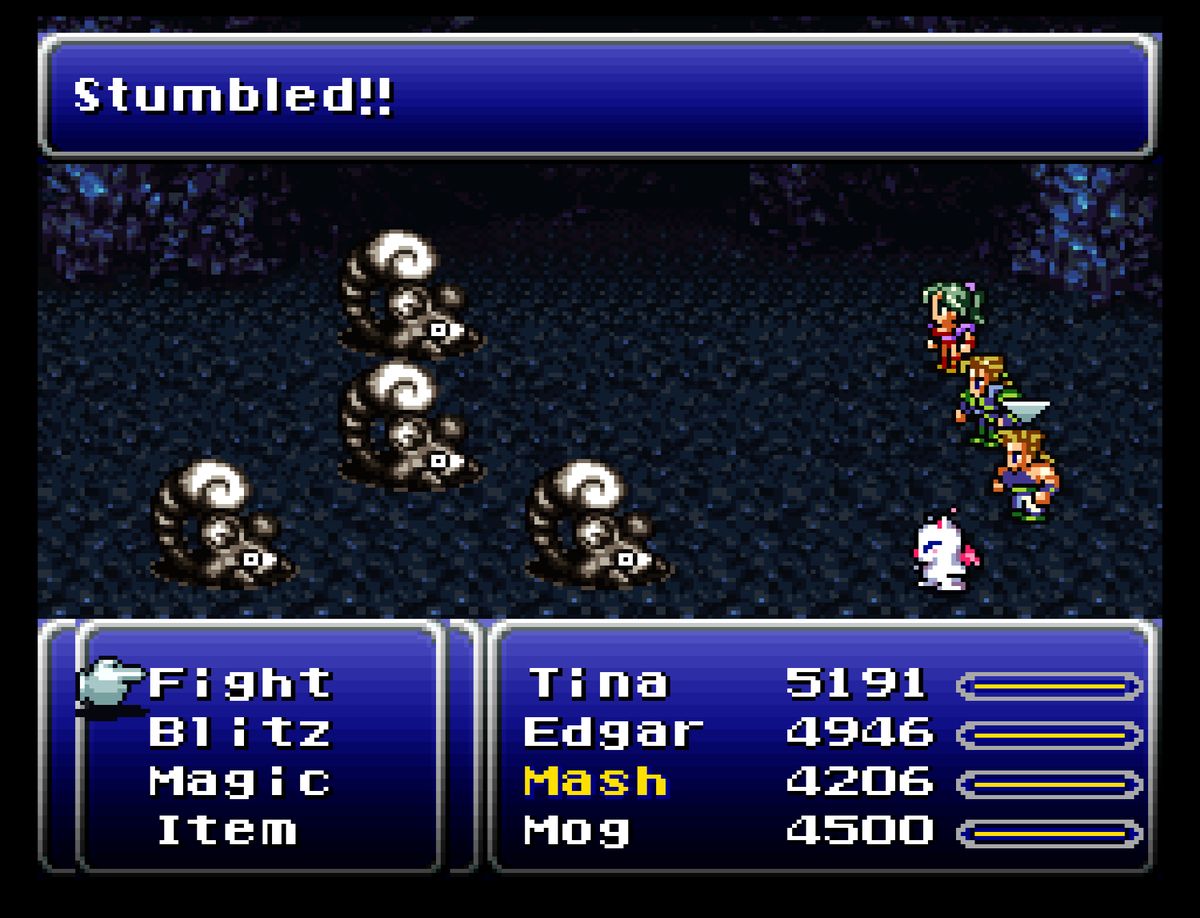 Stumbled!!
Fight
Blitz
Magic
Item
Tina 5191
Edgar 4946
Mash 4206
Mog 4500